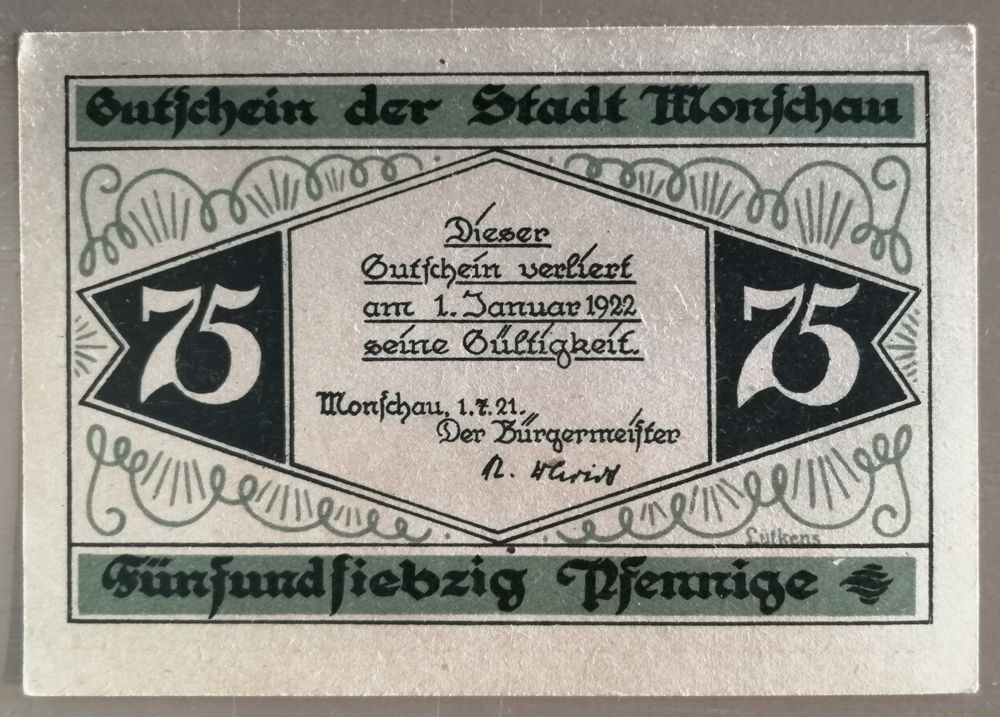 Gutschein der Stadt Monschau
Dieser
Gutschein verliert
am 1. Januar 1922
seine Gültigkeit.
75
75
Monschau, 1.7.21.
Der Bürgermeister
Lutkens
Fünfundsiebzig Pfennige